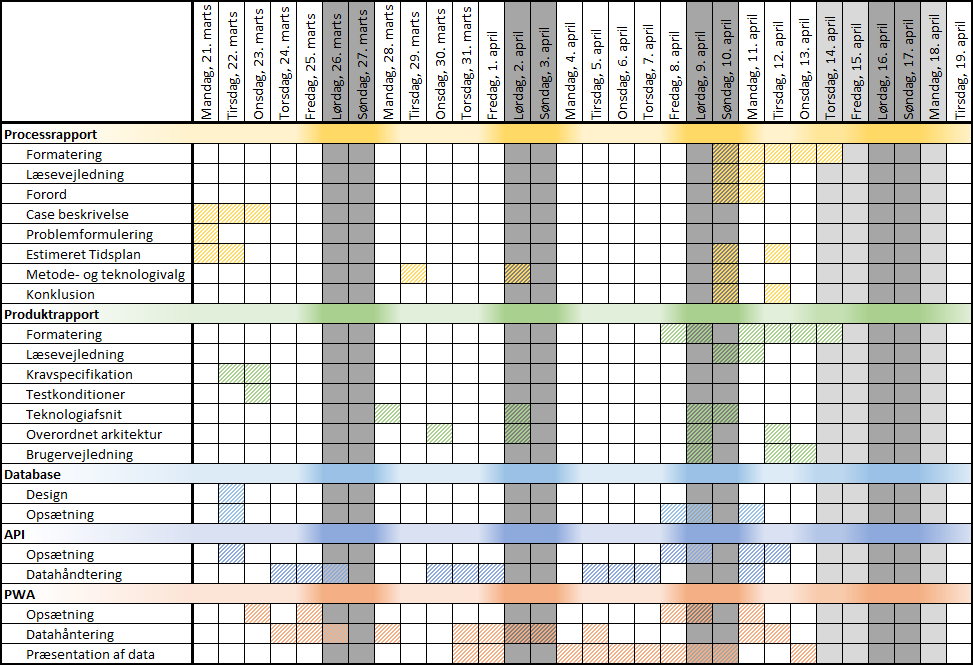 Mandag, 21. marts
Tirsdag, 22. marts
Onsdag, 23. marts
Torsdag, 24. marts
Fredag, 25. marts
Lørdag, 26. marts
Søndag, 27. marts
Mandag, 28. marts
Tirsdag, 29. marts
Onsdag, 30. marts
Torsdag, 31. marts
Fredag, 1. april
Lørdag, 2. april
Søndag, 3. april
Mandag, 4. april
Tirsdag, 5. april
Onsdag, 6. april
Torsdag, 7. april
Fredag, 8. april
Lørdag, 9. april
Søndag, 10. april
Mandag, 11. april
Tirsdag, 12. april
Onsdag, 13. april
Torsdag, 14. april
Fredag, 15. april
Lørdag, 16. april
Søndag, 17. april
Mandag, 18. april
Tirsdag, 19. april
Processrapport
Formatering
Læsevejledning
Forord
Case beskrivelse
Problemformulering
Estimeret Tidsplan
Metode- og teknologivalg
Konklusion
Produktrapport
Formatering
Læsevejledning
Kravspecifikation
Testkonditioner
Teknologiafsnit
Overordnet arkitektur
Brugervejledning
Database
Design
Opsætning
API
Opsætning
Datahåndtering
PWA
Opsætning
Datahåntering
Præsentation af data